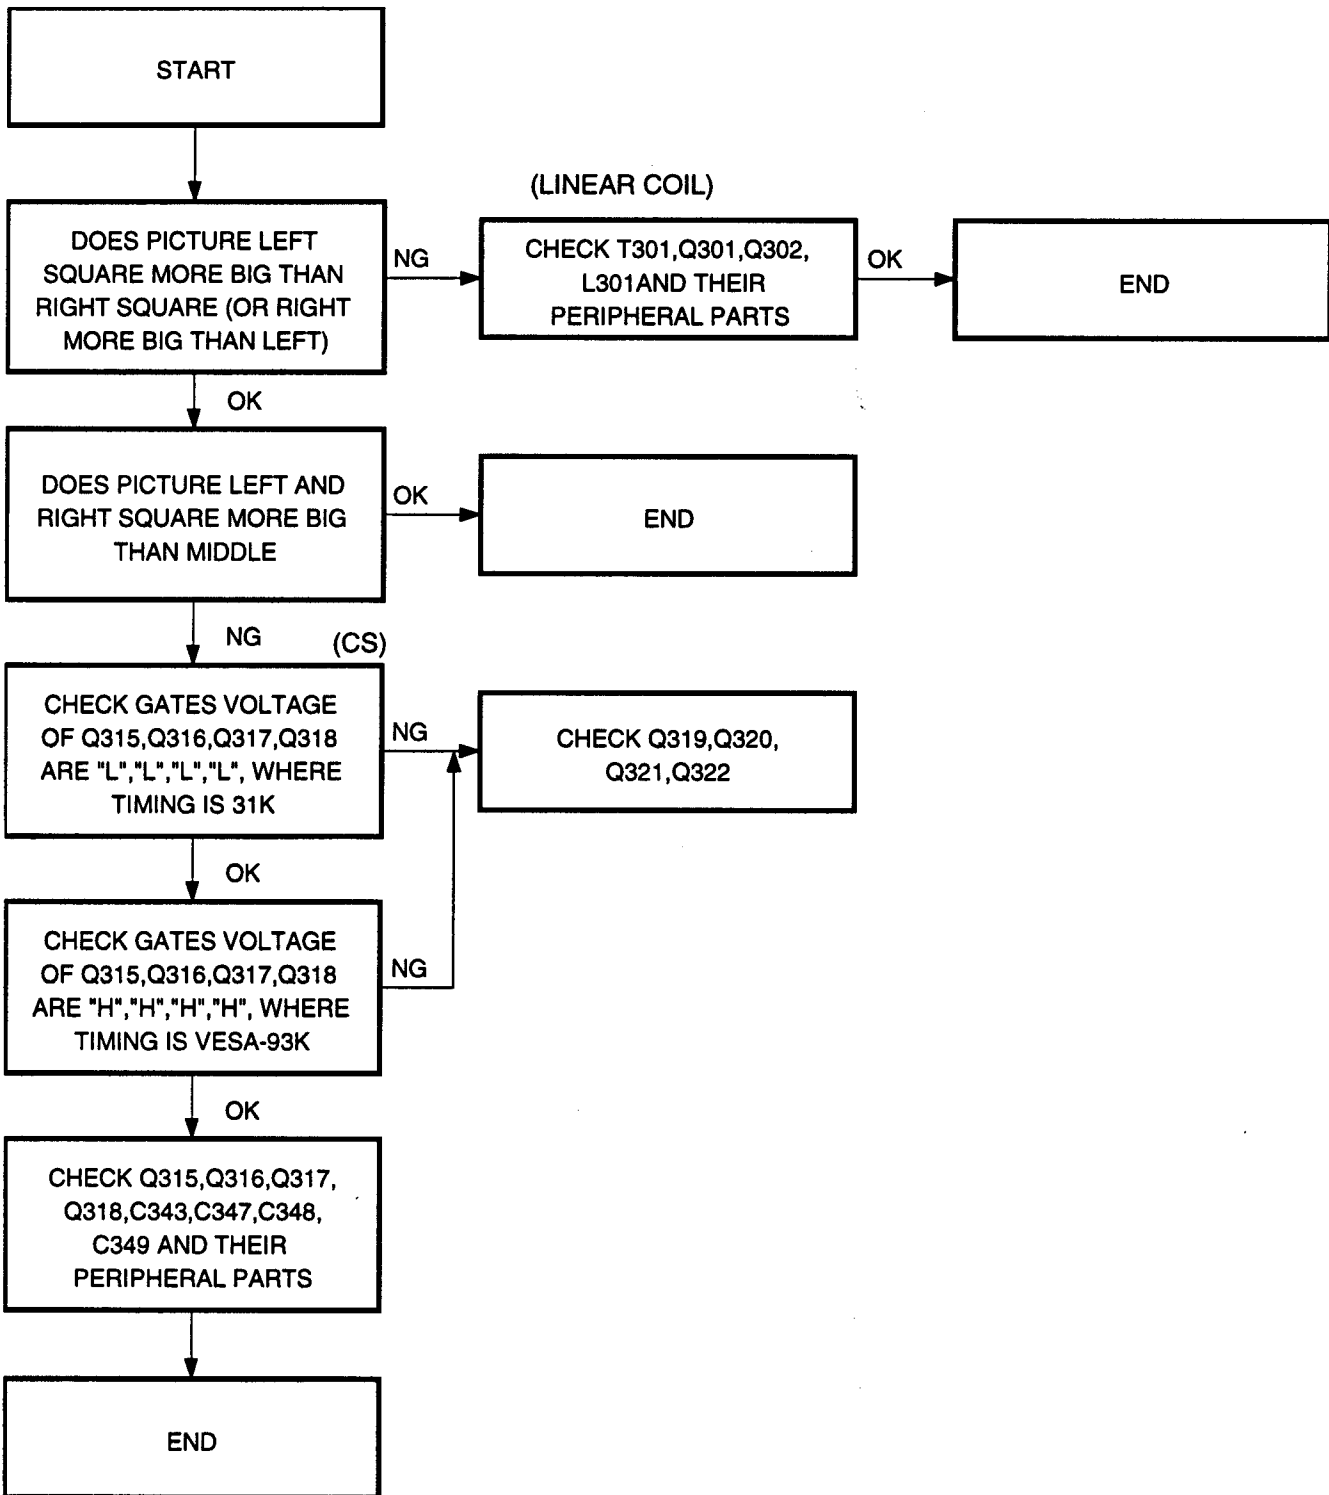 START
(LINEAR COIL)
DOES PICTURE LEFT
SQUARE MORE BIG THAN
RIGHT SQUARE (OR RIGHT
MORE BIG THAN LEFT)
NG
CHECK T301,Q301,Q302,
L301AND THEIR
PERIPHERAL PARTS
OK
END
OK
DOES PICTURE LEFT AND
RIGHT SQUARE MORE BIG
THAN MIDDLE
OK
END
NG
(CS)
CHECK GATES VOLTAGE
OF Q315,Q316,Q317,Q318
ARE "L","L","L","L", WHERE
TIMING IS 31K
NG
CHECK Q319,Q320,
Q321,Q322
OK
CHECK GATES VOLTAGE
OF Q315,Q316,Q317,Q318
ARE "H","H","H","H", WHERE
TIMING IS VESA-93K
NG
OK
CHECK Q315,Q316,Q317,
Q318,C343,C347,C348,
C349 AND THEIR
PERIPHERAL PARTS
END